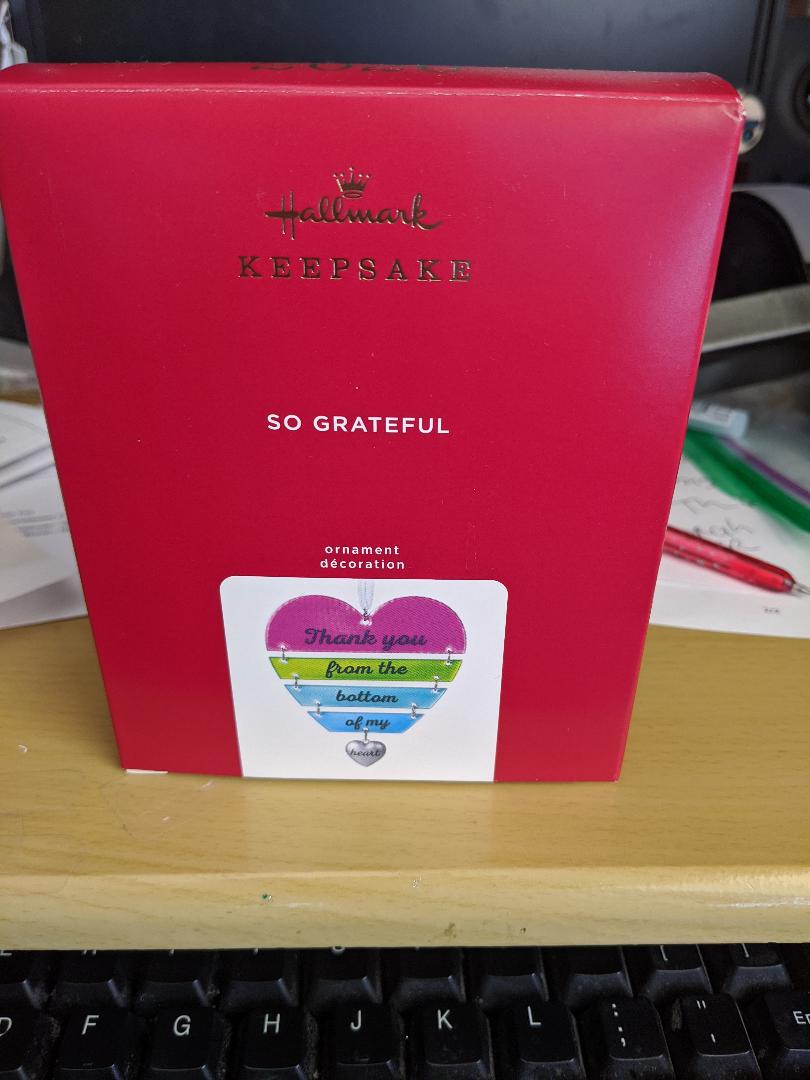 Hallmark
KEEPSAKE
SO GRATEFUL
ornament
décoration
Thank you
from the
bottom
of my
heart
F G H J K L : ; " '